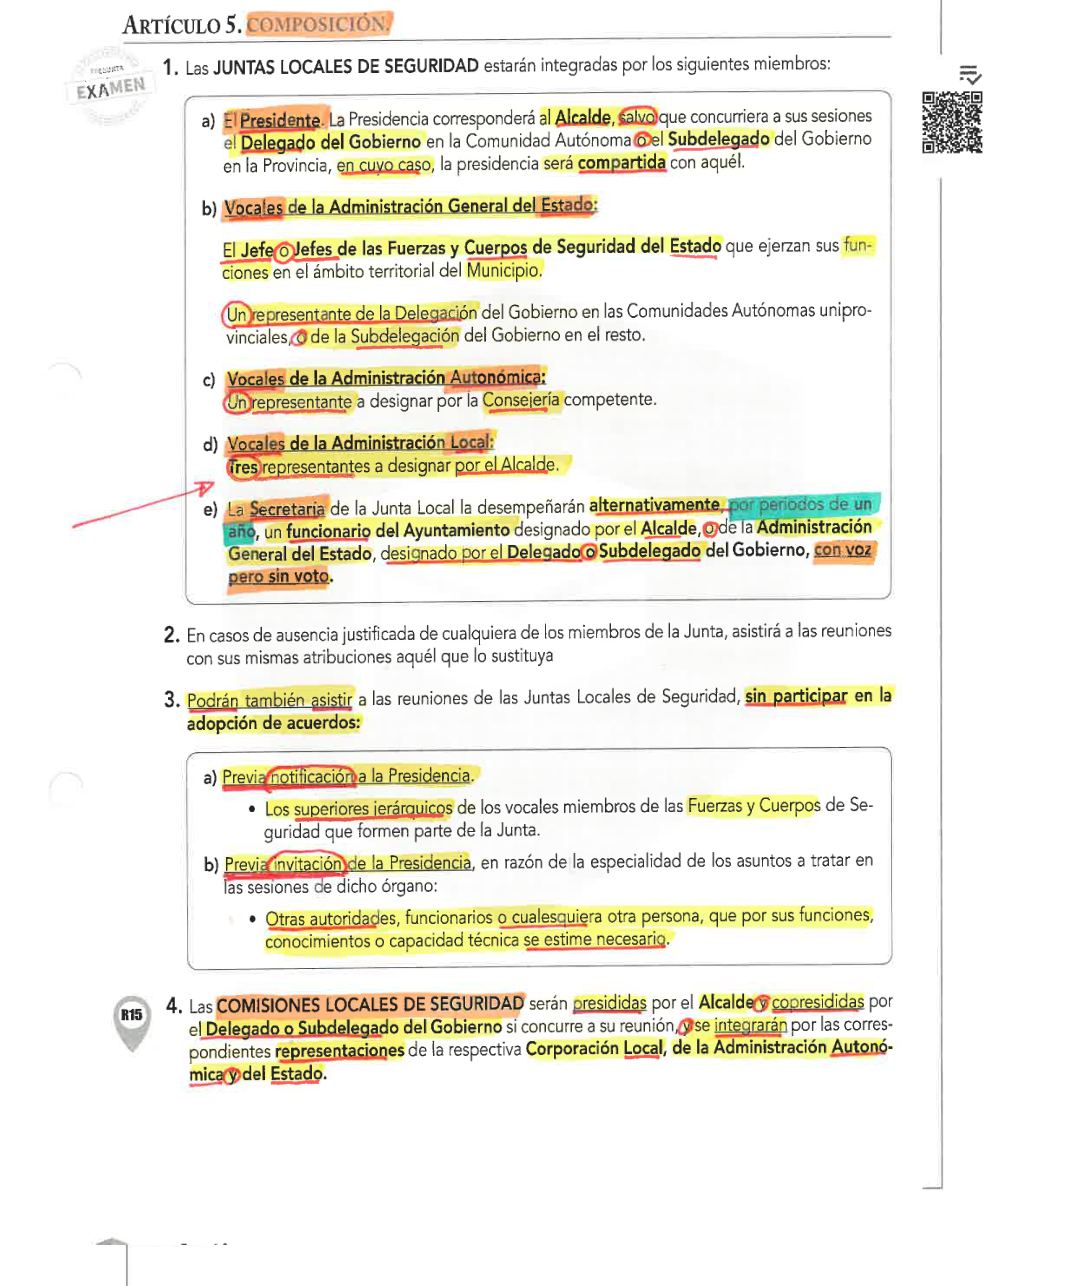 ARTÍCULO 5. COMPOSICIÓN.
PREGUNTA
EXAMEN
1. Las JUNTAS LOCALES DE SEGURIDAD estarán integradas por los siguientes miembros:
a) El Presidente. La Presidencia corresponderá al Alcalde, salvo que concurriera a sus sesiones
el Delegado del Gobierno en la Comunidad Autónoma o el Subdelegado del Gobierno
en la Provincia, en cuyo caso, la presidencia será compartida con aquél.
b) Vocales de la Administración General del Estado:
El Jefe o Jefes de las Fuerzas y Cuerpos de Seguridad del Estado que ejerzan sus fun-
ciones en el ámbito territorial del Municipio.
Un representante de la Delegación del Gobierno en las Comunidades Autónomas unipro-
vinciales, o de la Subdelegación del Gobierno en el resto.
c) Vocales de la Administración Autonómica:
Un representante a designar por la Consejería competente.
d) Vocales de la Administración Local:
Tres representantes a designar por el Alcalde.
e) La Secretaria de la Junta Local la desempeñarán alternativamente, por periodos de un
año, un funcionario del Ayuntamiento designado por el Alcalde, o de la Administración
General del Estado, designado por el Delegado o Subdelegado del Gobierno, con voz
pero sin voto.
2. En casos de ausencia justificada de cualquiera de los miembros de la Junta, asistirá a las reuniones
con sus mismas atribuciones aquél que lo sustituya
3. Podrán también asistir a las reuniones de las Juntas Locales de Seguridad, sin participar en la
adopción de acuerdos:
a) Previa notificación a la Presidencia.
• Los superiores jerárquicos de los vocales miembros de las Fuerzas y Cuerpos de Se-
guridad que formen parte de la Junta.
b) Previa invitación de la Presidencia, en razón de la especialidad de los asuntos a tratar en
las sesiones de dicho órgano:
• Otras autoridades, funcionarios o cualesquiera otra persona, que por sus funciones,
conocimientos o capacidad técnica se estime necesario.
R15
4. Las COMISIONES LOCALES DE SEGURIDAD serán presididas por el Alcalde y copresididas por
el Delegado o Subdelegado del Gobierno si concurre a su reunión, y se integrarán por las corres-
pondientes representaciones de la respectiva Corporación Local, de la Administración Autonó-
mica y del Estado.